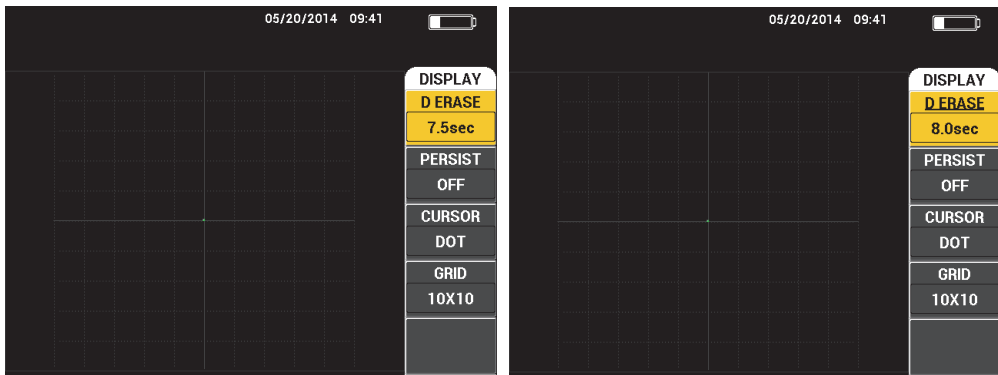 05/20/2014 09:41
DISPLAY
D ERASE
7.5sec
PERSIST
OFF
CURSOR
DOT
GRID
10X10
05/20/2014 09:41
DISPLAY
D ERASE
8.0sec
PERSIST
OFF
CURSOR
DOT
GRID
10X10